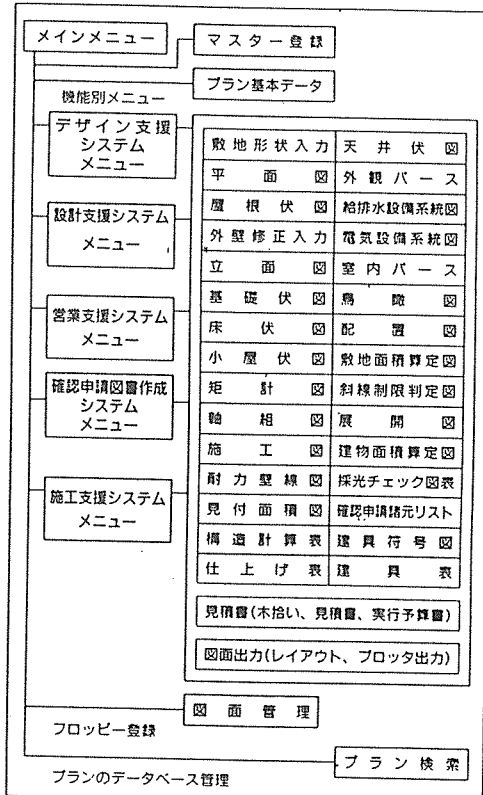 メインメニュー
マスター登録
プラン基本データ
機能別メニュー
デザイン支援
システム
メニュー
設計支援システム
メニュー
営業支援システム
メニュー
確認申請図書作成
システム
メニュー
施工支援システム
メニュー
敷地形状入力 天井伏図
平面図 外観パース
屋根伏図 給排水設備系統図
外壁修正入力 電気設備系統図
立面図 室内パース
基礎伏図 鳥瞰図
床伏図 配置図
小屋伏図 敷地面積算定図
矩計図 斜線制限判定図
軸組図 展開図
施工図 建物面積算定図
耐力壁線図 採光チェック図表
見付面積図 確認申請諸元リスト
構造計算表 建具符号図
仕上げ表 建具表
見積書(木拾い、見積書、実行予算書)
図面出力(レイアウト、プロッタ出力)
図面管理
フロッピー登録
プラン検索
プランのデータベース管理